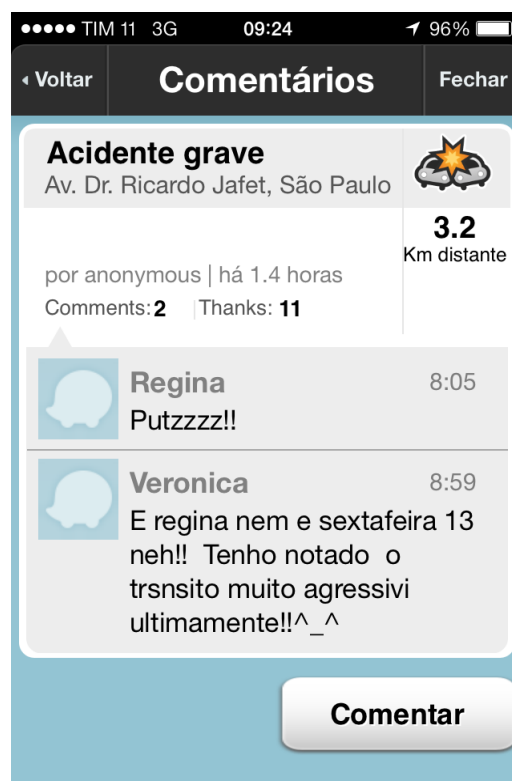 TIM 11 3G 09:24 96%
Voltar Comentários Fechar
Acidente grave
Av. Dr. Ricardo Jafet, São Paulo
3.2
Km distante
por anonymous | há 1.4 horas
Comments: 2 Thanks: 11
Regina 8:05
Putzzzz!!
Veronica 8:59
E regina nem e sextafeira 13
neh!! Tenho notado o
trsnsito muito agressivi
ultimamente!!^_^
Comentar